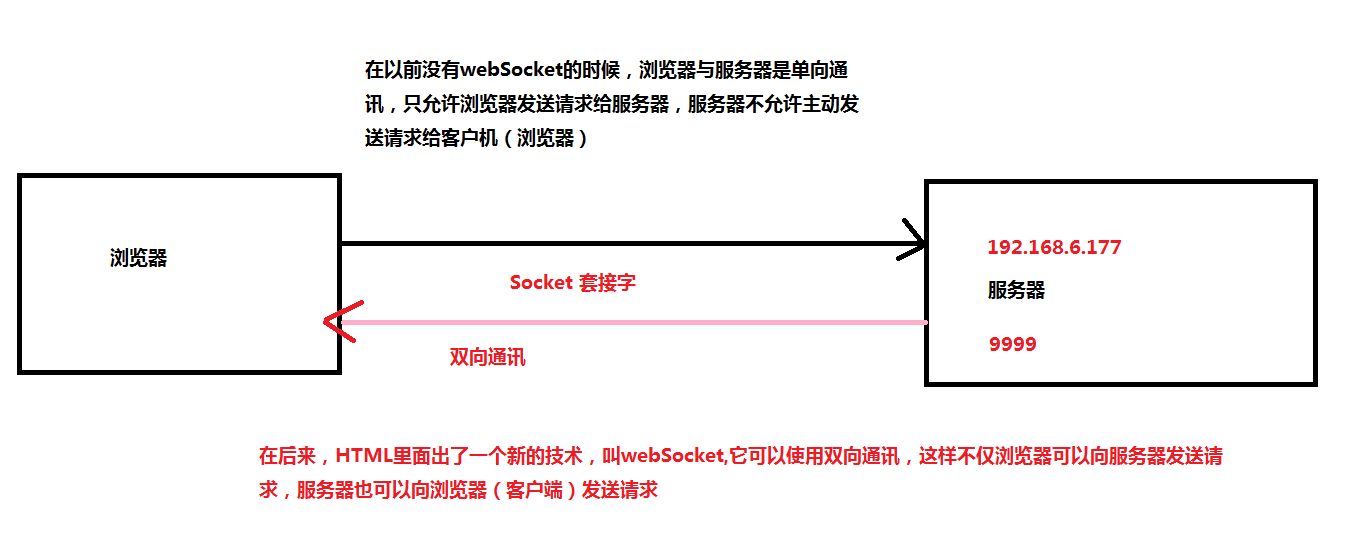 在以前没有webSocket的时候，浏览器与服务器是单向通
讯，只允许浏览器发送请求给服务器，服务器不允许主动发
送请求给客户机（浏览器）
浏览器
192.168.6.177
Socket 套接字
服务器
9999
双向通讯
在后来，HTML里面出了一个新的技术，叫webSocket,它可以使用双向通讯，这样不仅浏览器可以向服务器发送请
求，服务器也可以向浏览器（客户端）发送请求